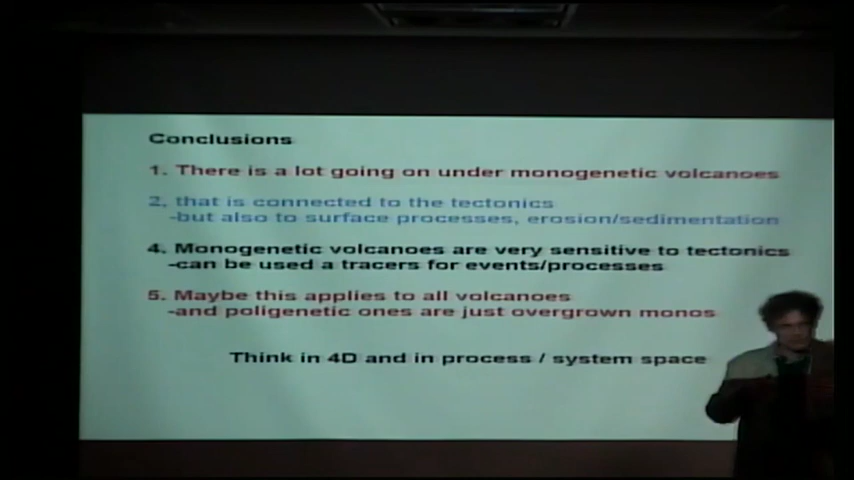 Conclusions
1. There is a lot going on under monogenetic volcanoes
2, that is connected to the tectonics
-but also to surface processes, erosion/sedimentation
4. Monogenetic volcanoes are very sensitive to tectonics
-can be used a tracers for events/processes
5. Maybe this applies to all volcanoes
-and poligenetic ones are just overgrown monos
Think in 4D and in process / system space